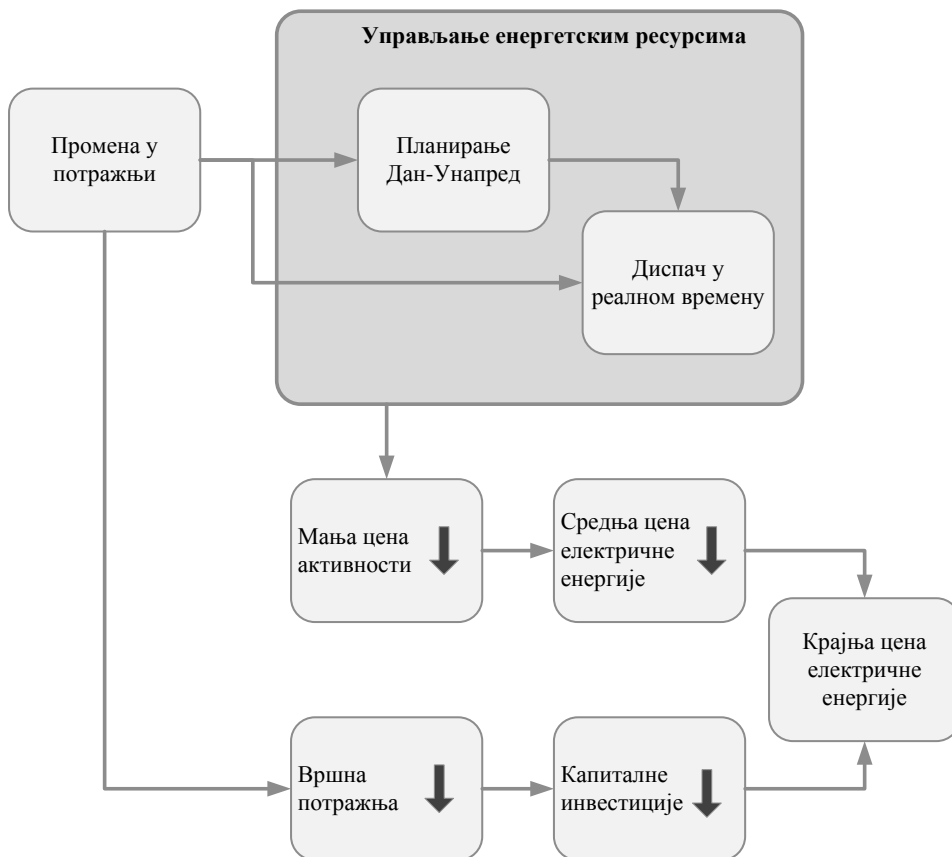 Управљање енергетским ресурсима
Промена у
потражњи
Планирање
Дан-Унапред
Диспач у
реалном времену
Мања цена
активности
Средња цена
електричне
енергије
Крајња цена
електричне
енергије
Вршна
потражња
Капиталне
инвестиције